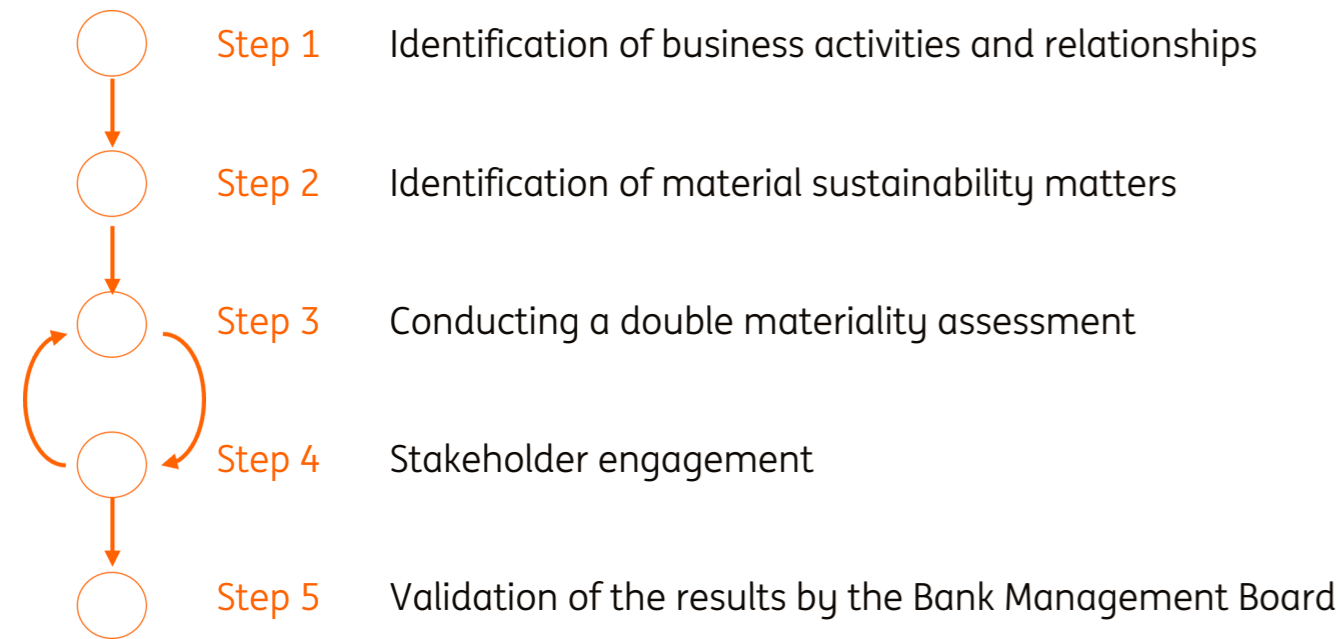 Step 1 Identification of business activities and relationships
Step 2 Identification of material sustainability matters
Step 3 Conducting a double materiality assessment
Step 4 Stakeholder engagement
Step 5 Validation of the results by the Bank Management Board